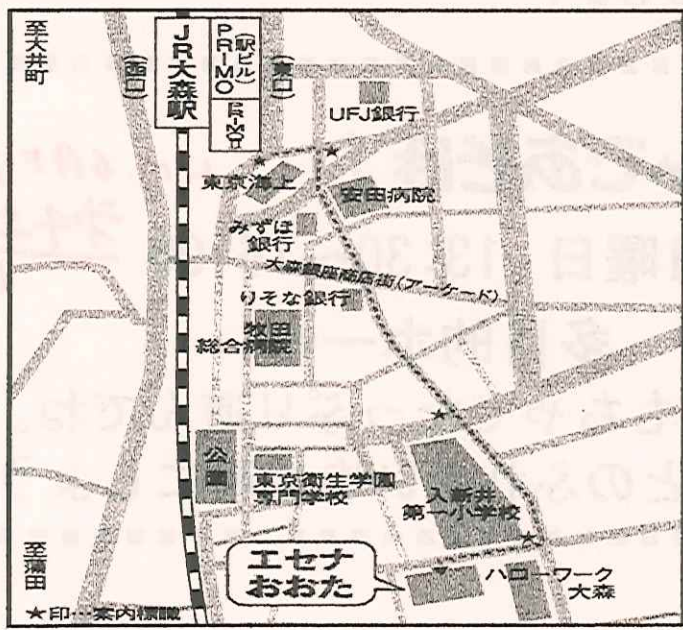 至大井町
(西口)
JR大森駅
(駅ビル)
PRIMO
PRIMOⅡ
(東口)
UFJ銀行
東京海上
安田病院
みずほ
銀行
大森銀座商店街(アーケード)
りそな銀行
牧田
総合病院
公園
東京衛生学園
専門学校
入新井
第一小学校
エセナ
おおた
ハローワーク
大森
至蒲田
★印…案内標識